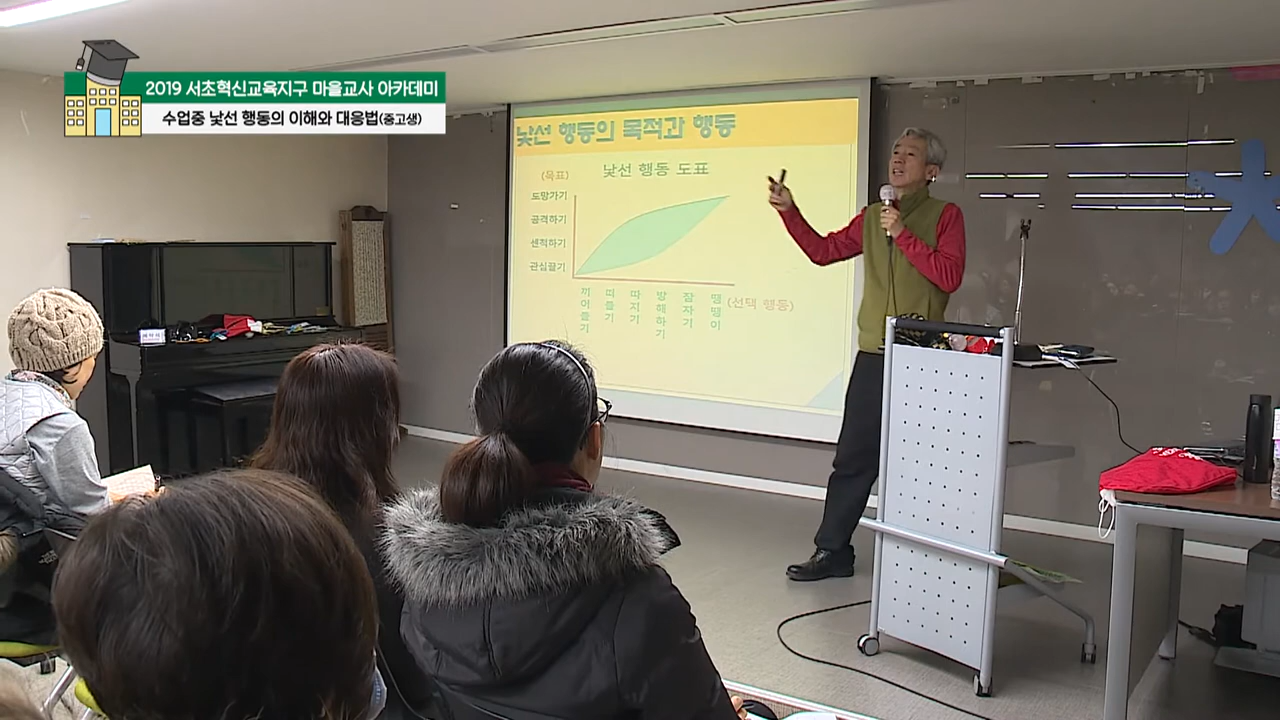 2019 서초혁신교육지구 마을교사 아카데미
수업중 낯선 행동의 이해와 대응법(중고생)
낯선 행동의 목적과 행동
낯선 행동 도표
(목표)
도망가기
공격하기
센척하기
관심끌기
끼어들기
떠들기
따지기
방해하기
잠자기
땡땡이
(선택 행동)